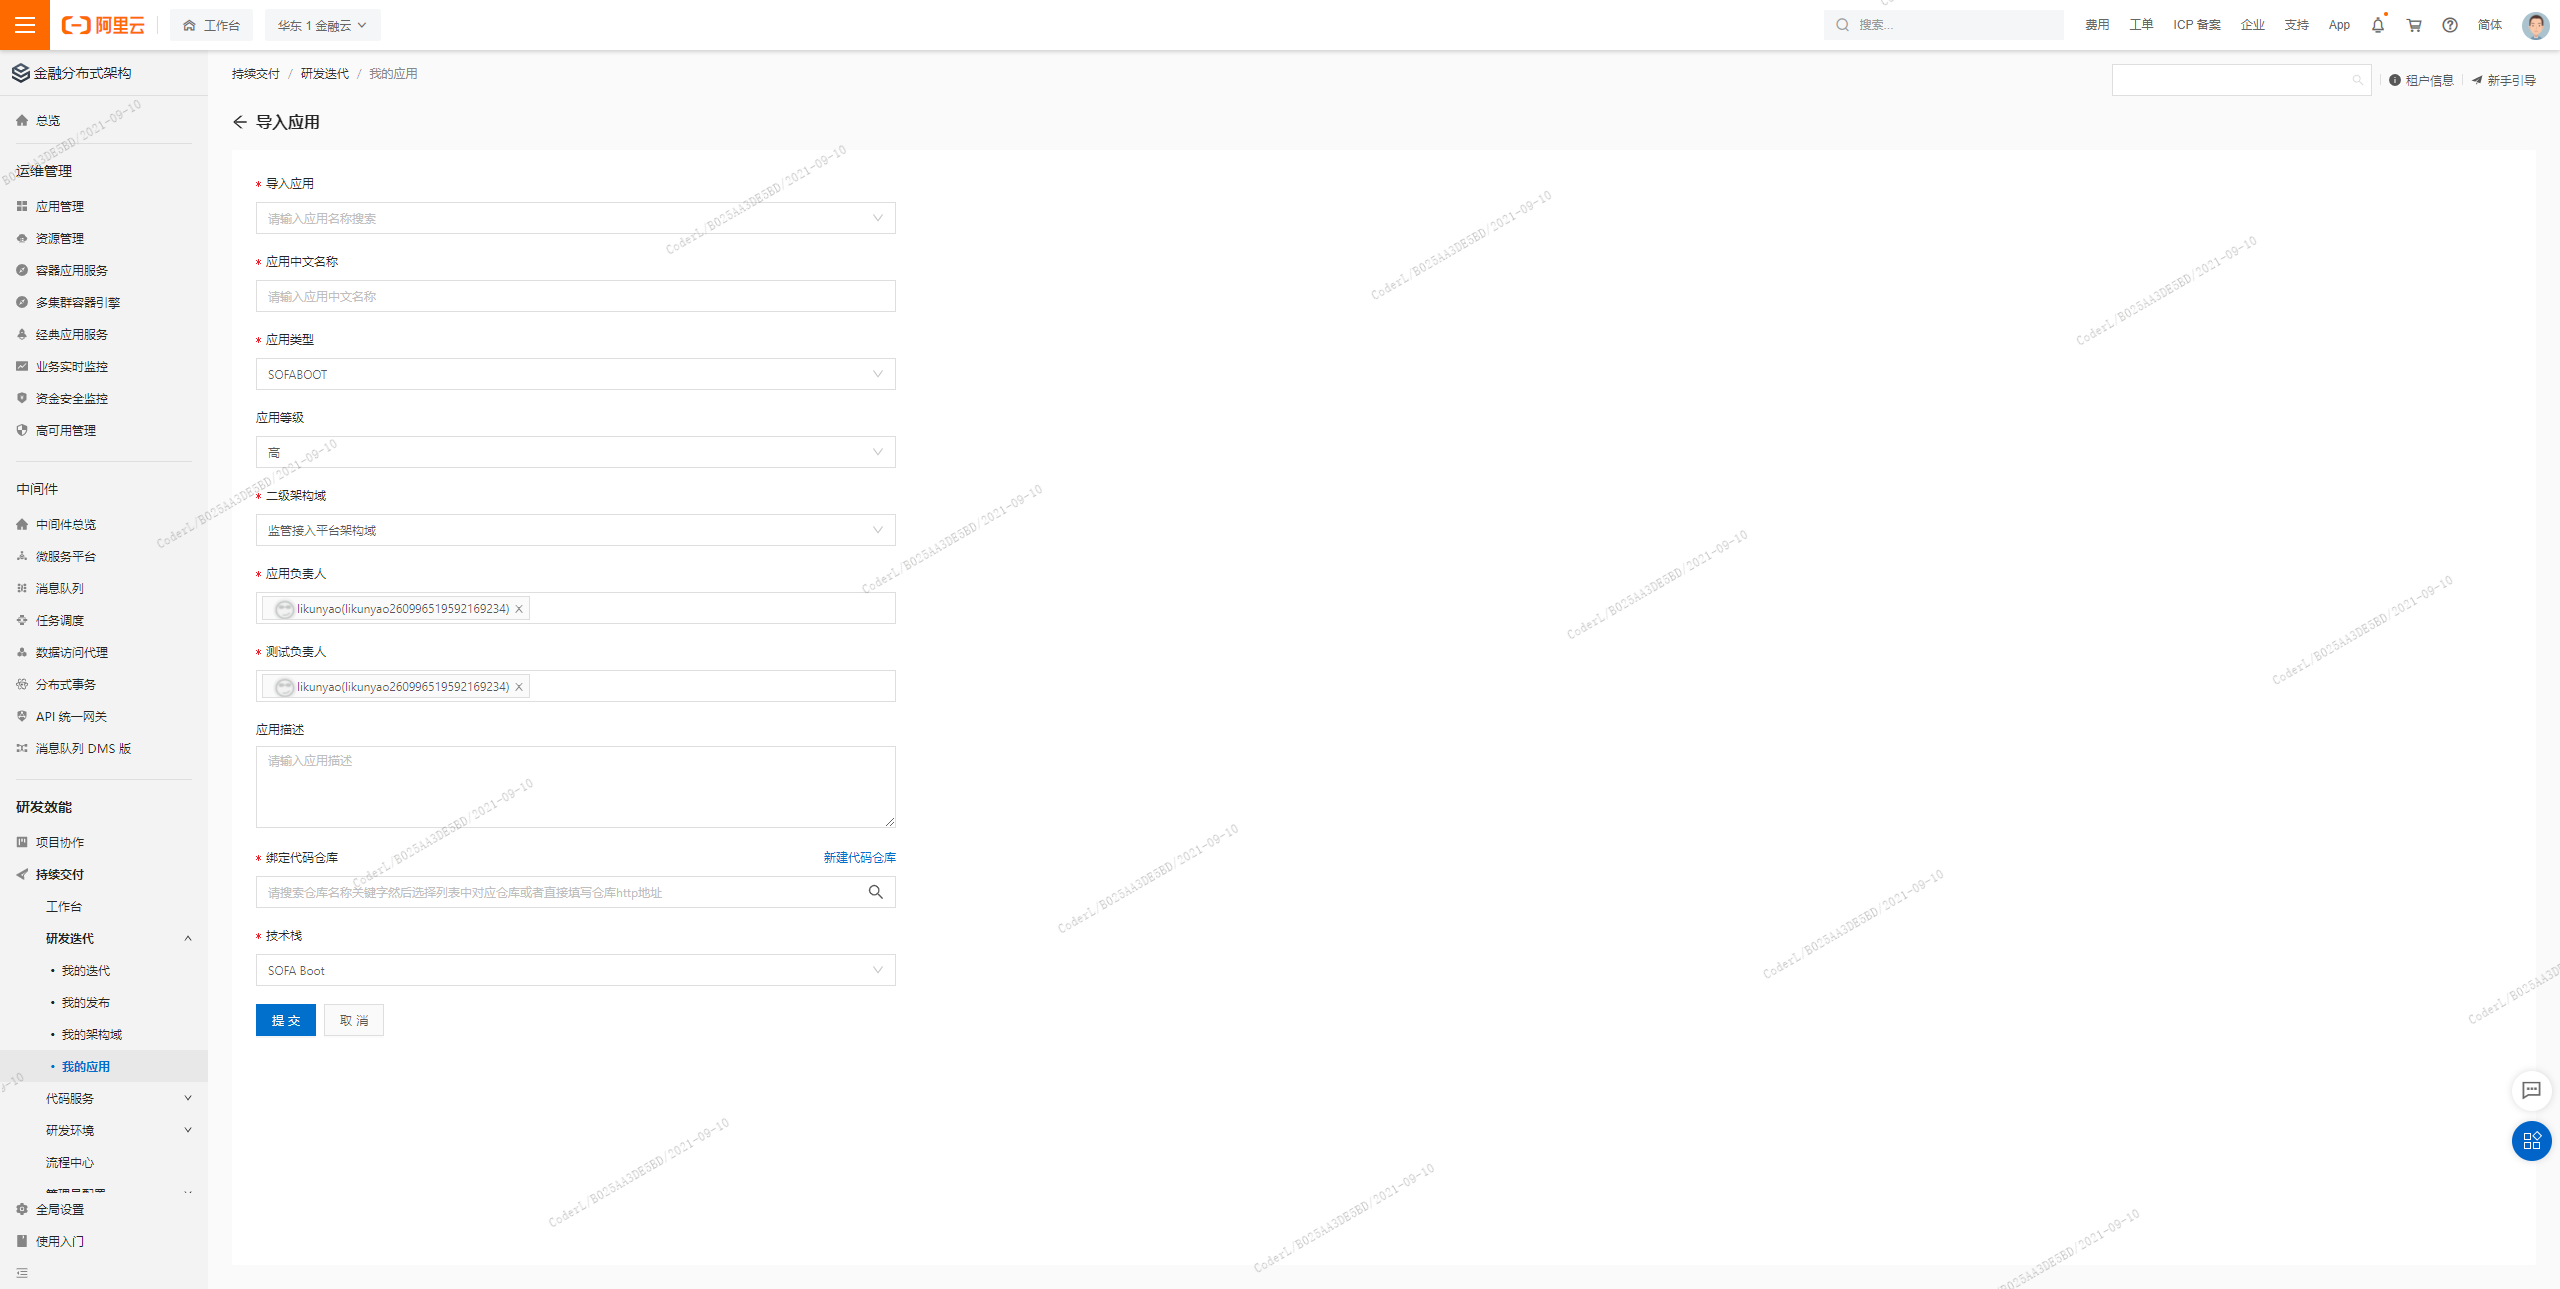 阿里云
工作台
华东 1 金融云
搜索...
费用
工单
ICP 备案
企业
支持
App
简体
金融分布式架构
总览
运维管理
应用管理
资源管理
容器应用服务
多集群容器引擎
经典应用服务
业务实时监控
资金安全监控
高可用管理
中间件
中间件总览
微服务平台
消息队列
任务调度
数据访问代理
分布式事务
API 统一网关
消息队列 DMS 版
研发效能
项目协作
持续交付
工作台
研发迭代
• 我的迭代
• 我的发布
• 我的架构域
• 我的应用
代码服务
研发环境
流程中心
全局设置
使用入门
持续交付 / 研发迭代 / 我的应用
租户信息
新手引导
导入应用
* 导入应用
请输入应用名称搜索
* 应用中文名称
请输入应用中文名称
* 应用类型
SOFABOOT
应用等级
高
* 二级架构域
监管接入平台架构域
* 应用负责人
likunyao(likunyao260996519592169234)
* 测试负责人
likunyao(likunyao260996519592169234)
应用描述
请输入应用描述
* 绑定代码仓库
新建代码仓库
请搜索仓库名称关键字然后选择列表中对应仓库或者直接填写仓库http地址
* 技术栈
SOFA Boot
提 交
取 消
CoderL/B025AA3DE5BD/2021-09-10